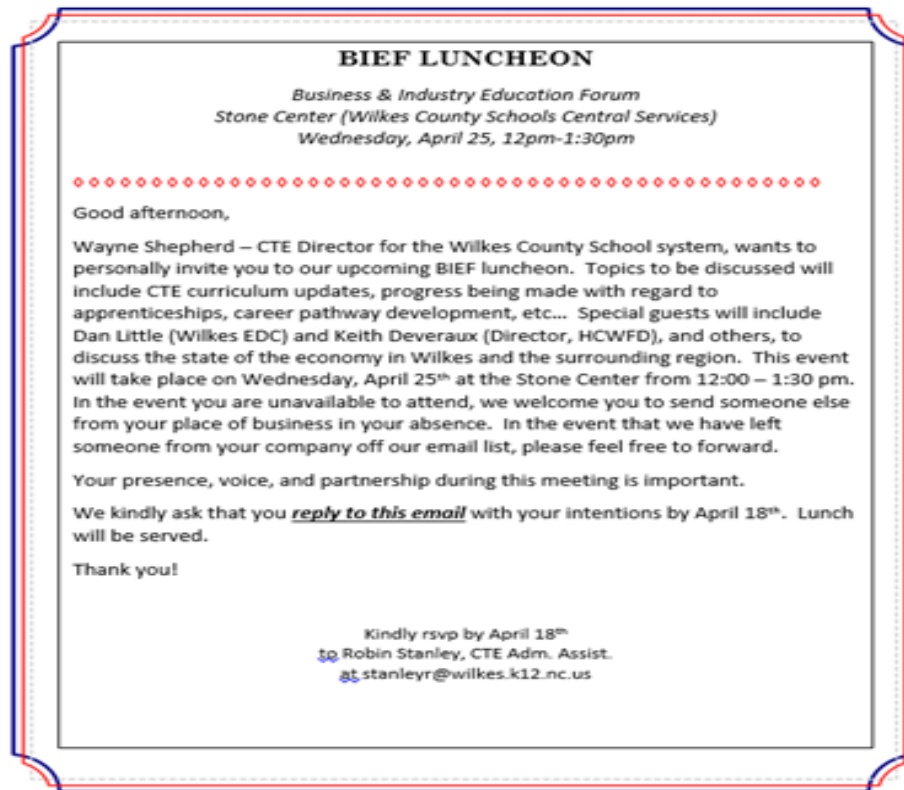 BIEF LUNCHEON
Business & Industry Education Forum
Stone Center (Wilkes County Schools Central Services)
Wednesday, April 25, 12pm-1:30pm
Good afternoon,
Wayne Shepherd – CTE Director for the Wilkes County School system, wants to
personally invite you to our upcoming BIEF luncheon.  Topics to be discussed will
include CTE curriculum updates, progress being made with regard to
apprenticeships, career pathway development, etc...  Special guests will include
Dan Little (Wilkes EDC) and Keith Deveraux (Director, HCWFD), and others, to
discuss the state of the economy in Wilkes and the surrounding region.  This event
will take place on Wednesday, April 25th at the Stone Center from 12:00 – 1:30 pm.
In the event you are unavailable to attend, we welcome you to send someone else
from your place of business in your absence.  In the event that we have left
someone from your company off our email list, please feel free to forward.
Your presence, voice, and partnership during this meeting is important.
We kindly ask that you reply to this email with your intentions by April 18th.  Lunch
will be served.
Thank you!
Kindly rsvp by April 18th
to Robin Stanley, CTE Adm. Assist.
at stanleyr@wilkes.k12.nc.us